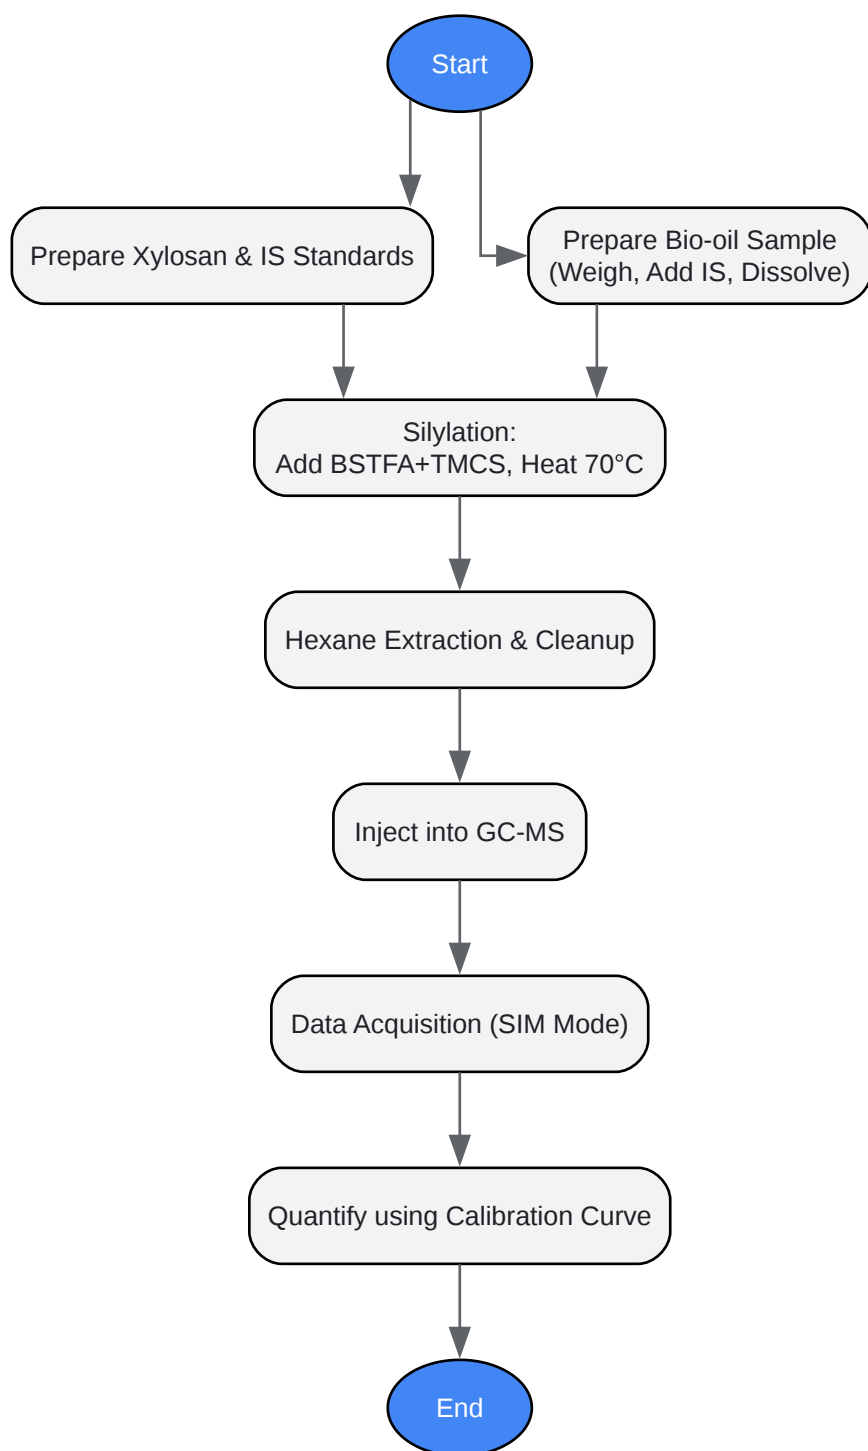 Start
Prepare Xylosan & IS Standards
Prepare Bio-oil Sample
(Weigh, Add IS, Dissolve)
Silylation:
Add BSTFA+TMCS, Heat 70°C
Hexane Extraction & Cleanup
Inject into GC-MS
Data Acquisition (SIM Mode)
Quantify using Calibration Curve
End